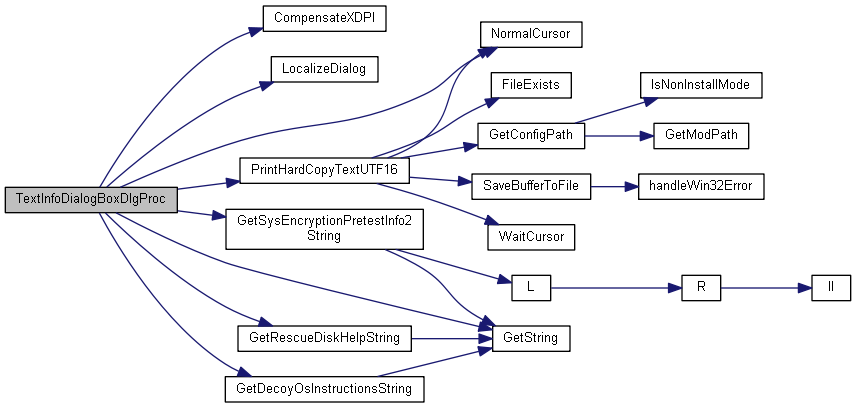 CompensateXDPI
NormalCursor
LocalizeDialog
FileExists
IsNonInstallMode
GetConfigPath
GetModPath
PrintHardCopyTextUTF16
SaveBufferToFile
handleWin32Error
TextInfoDialogBoxDlgProc
GetSysEncryptionPretestInfo2
String
WaitCursor
L
R
ll
GetRescueDiskHelpString
GetString
GetDecoyOsInstructionsString